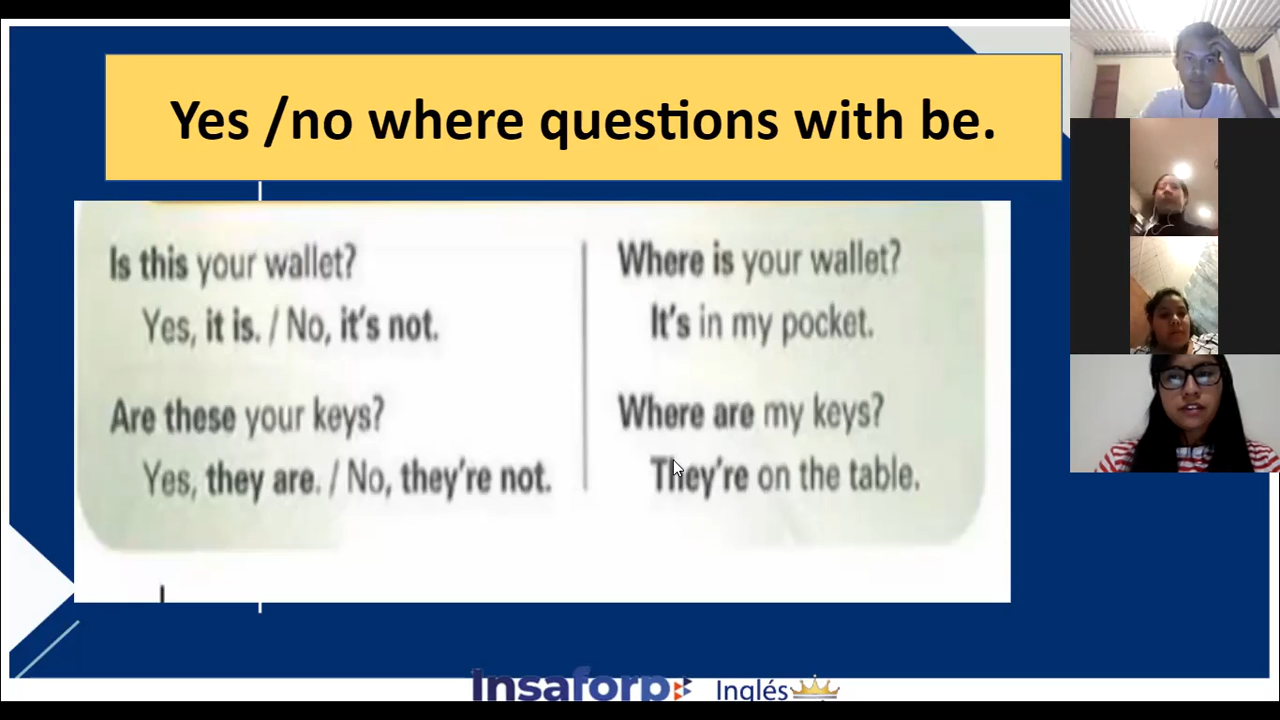 Yes /no where questions with be.
Is this your wallet?
Yes, it is. / No, it's not.
Are these your keys?
Yes, they are. / No, they're not.
Where is your wallet?
It's in my pocket.
Where are my keys?
They're on the table.
Insaforp Inglés